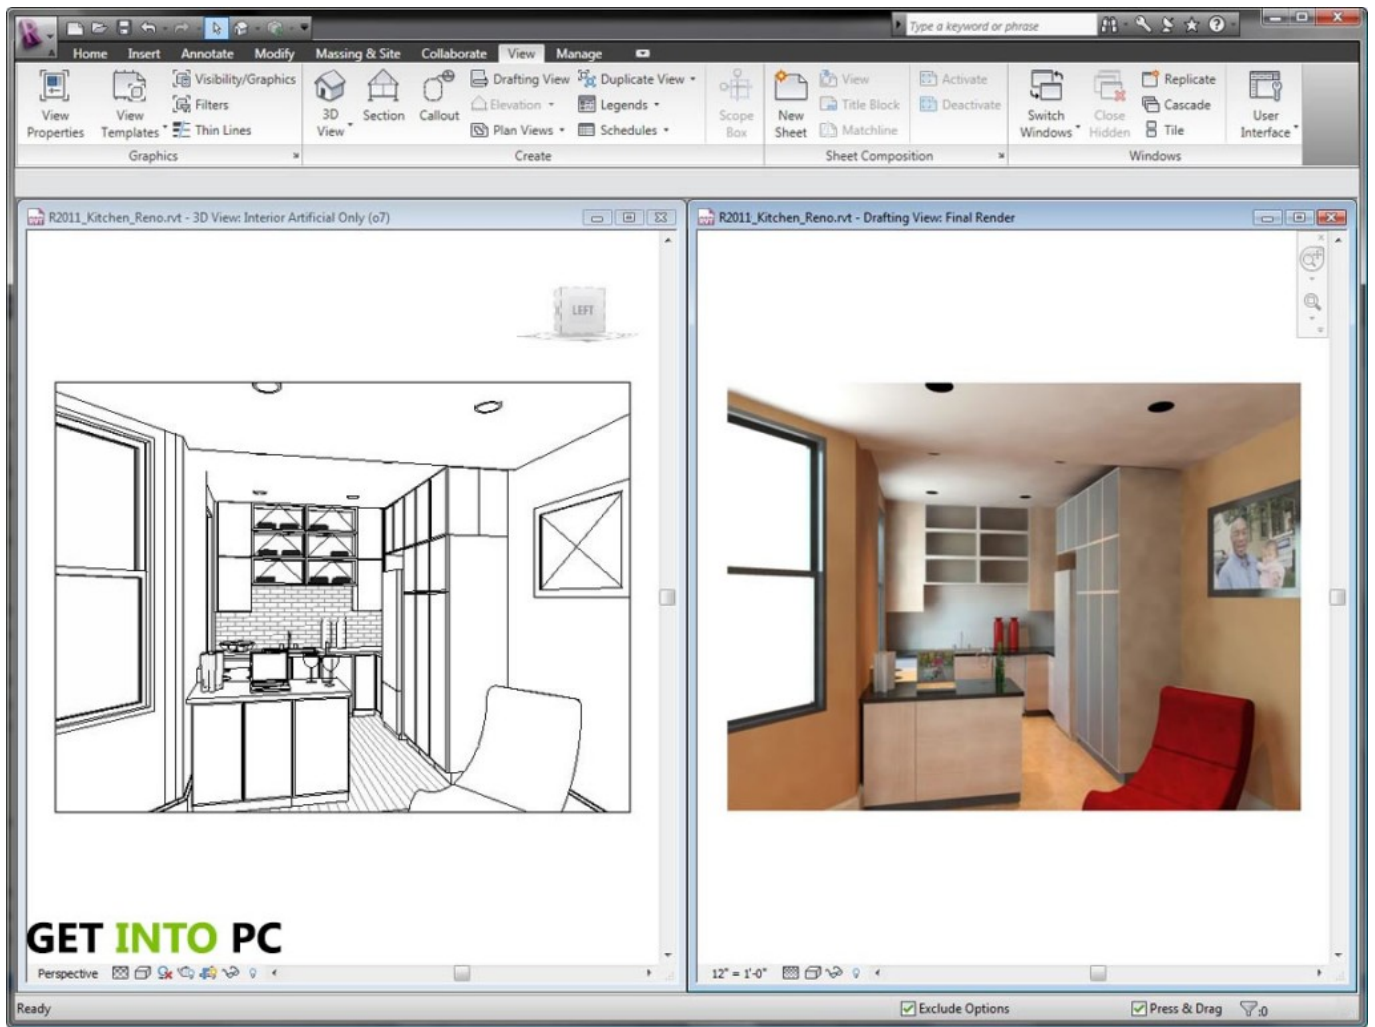 Type a keyword or phrase
Home Insert Annotate Modify Massing & Site Collaborate View Manage
View Properties
View Templates
Visibility/Graphics
Filters
Thin Lines
Graphics
3D View
Section
Callout
Drafting View
Elevation
Plan Views
Duplicate View
Legends
Schedules
Create
Scope Box
New Sheet
View
Title Block
Matchline
Activate
Deactivate
Sheet Composition
Switch Windows
Close Hidden
Replicate
Cascade
Tile
Windows
User Interface
R2011_Kitchen_Reno.rvt - 3D View: Interior Artificial Only (o7)
LEFT
GET INTO PC
Perspective
R2011_Kitchen_Reno.rvt - Drafting View: Final Render
12" = 1'-0"
Ready
Exclude Options
Press & Drag
:0